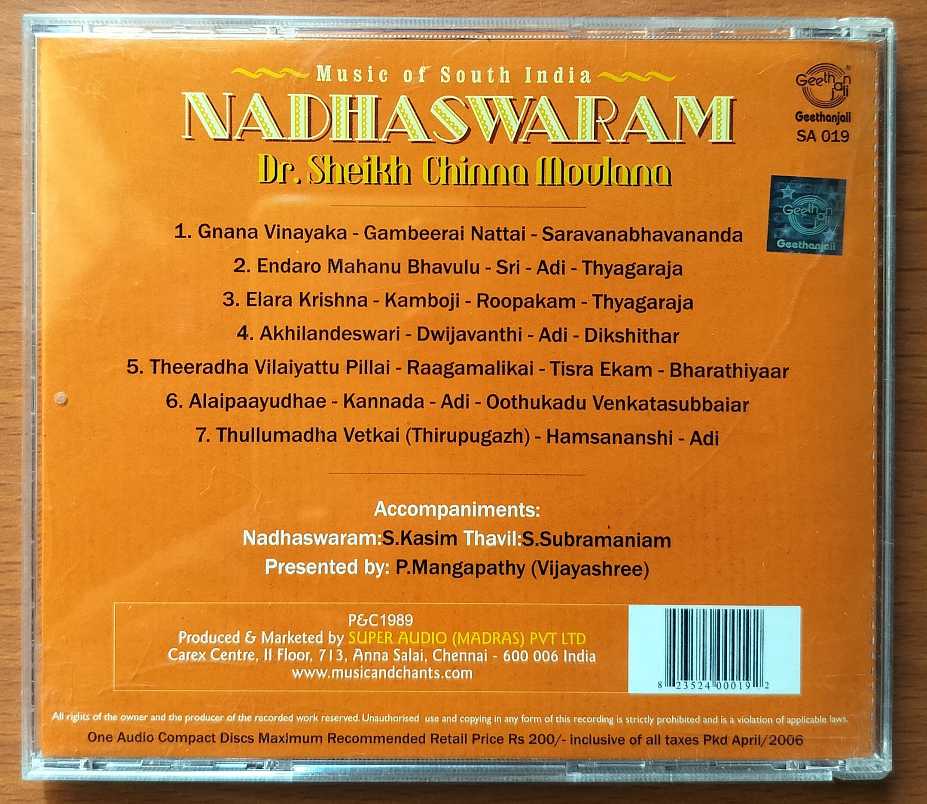 Music of South India
NADHASWARAM
Dr. Sheikh Chinna Moulana
Geethanjali
Geethanjali
SA 019
Geethanjali
Geethanjali
1. Gnana Vinayaka - Gambeerai Nattai - Saravanabhavananda
2. Endaro Mahanu Bhavulu - Sri - Adi - Thyagaraja
3. Elara Krishna - Kamboji - Roopakam - Thyagaraja
4. Akhilandeswari - Dwijavanthi - Adi - Dikshithar
5. Theeradha Vilaiyattu Pillai - Raagamalikai - Tisra Ekam - Bharathiyaar
6. Alaipaayudhae - Kannada - Adi - Oothukadu Venkatasubbaiar
7. Thullumadha Vetkai (Thirupugazh) - Hamsananshi - Adi
Accompaniments:
Nadhaswaram:S.Kasim Thavil:S.Subramaniam
Presented by: P.Mangapathy (Vijayashree)
P&C1989
Produced & Marketed by SUPER AUDIO (MADRAS) PVT LTD
Carex Centre, II Floor, 713, Anna Salai, Chennai - 600 006 India
www.musicandchants.com
8 23524 00019 2
All rights of the owner and the producer of the recorded work reserved. Unauthorised use and copying in any form of this recording is strictly prohibited and is a violation of applicable laws.
One Audio Compact Discs Maximum Recommended Retail Price Rs 200/- inclusive of all taxes Pkd April/2006